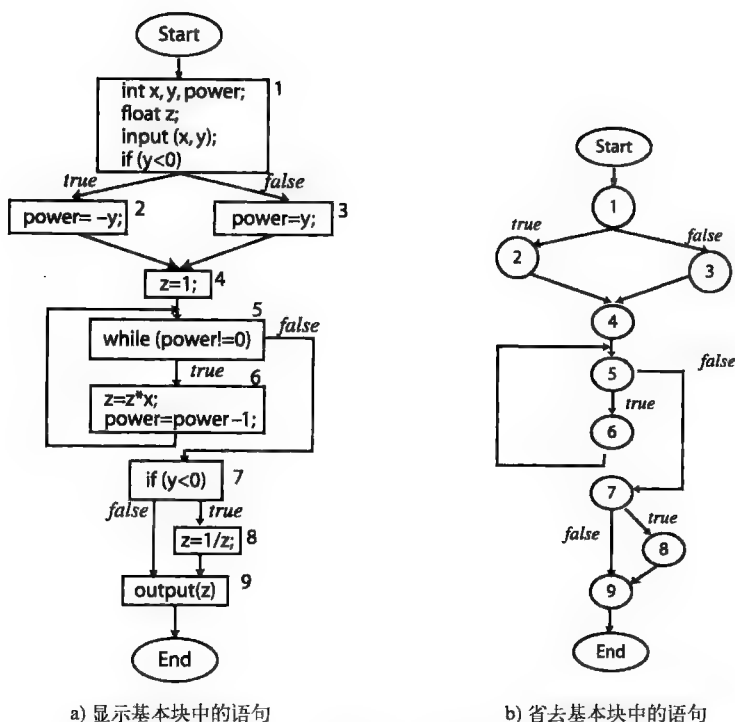 Start
1
int x, y, power;
float z;
input (x, y);
if (y<0)
true
false
power= –y;
2
power=y;
3
z=1;
4
5
while (power!=0)
false
true
6
z=z*x;
power=power–1;
if (y<0)
7
false
true
z=1/z;
8
output(z)
9
End
a) 显示基本块中的语句
Start
1
true
false
2
3
4
5
false
true
6
7
true
false
8
9
End
b) 省去基本块中的语句